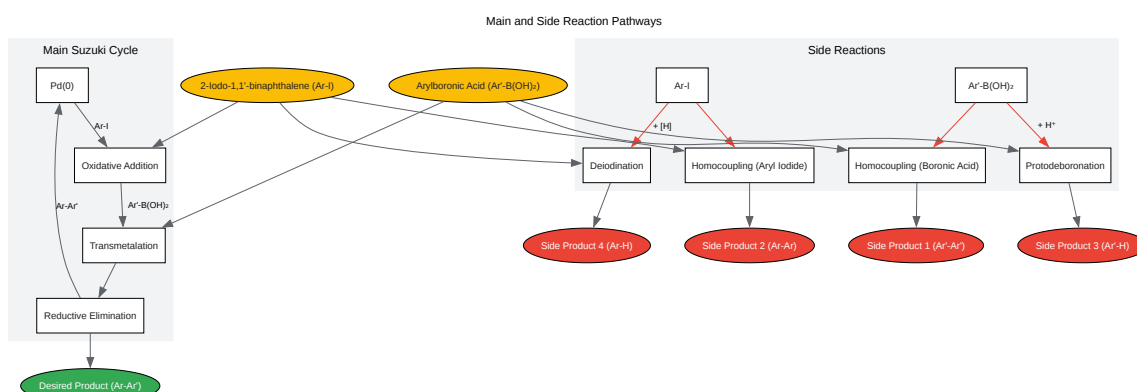 Main and Side Reaction Pathways
Main Suzuki Cycle
Side Reactions
Pd(0)
2-Iodo-1,1'-binaphthalene (Ar-I)
Arylboronic Acid (Ar'-B(OH)₂)
Ar-I
Ar'-B(OH)₂
Ar-I
+ [H]
+ H⁺
Oxidative Addition
Deiodination
Homocoupling (Aryl Iodide)
Homocoupling (Boronic Acid)
Protodeboronation
Ar-Ar'
Ar'-B(OH)₂
Transmetalation
Side Product 4 (Ar-H)
Side Product 2 (Ar-Ar)
Side Product 1 (Ar'-Ar')
Side Product 3 (Ar'-H)
Reductive Elimination
Desired Product (Ar-Ar')